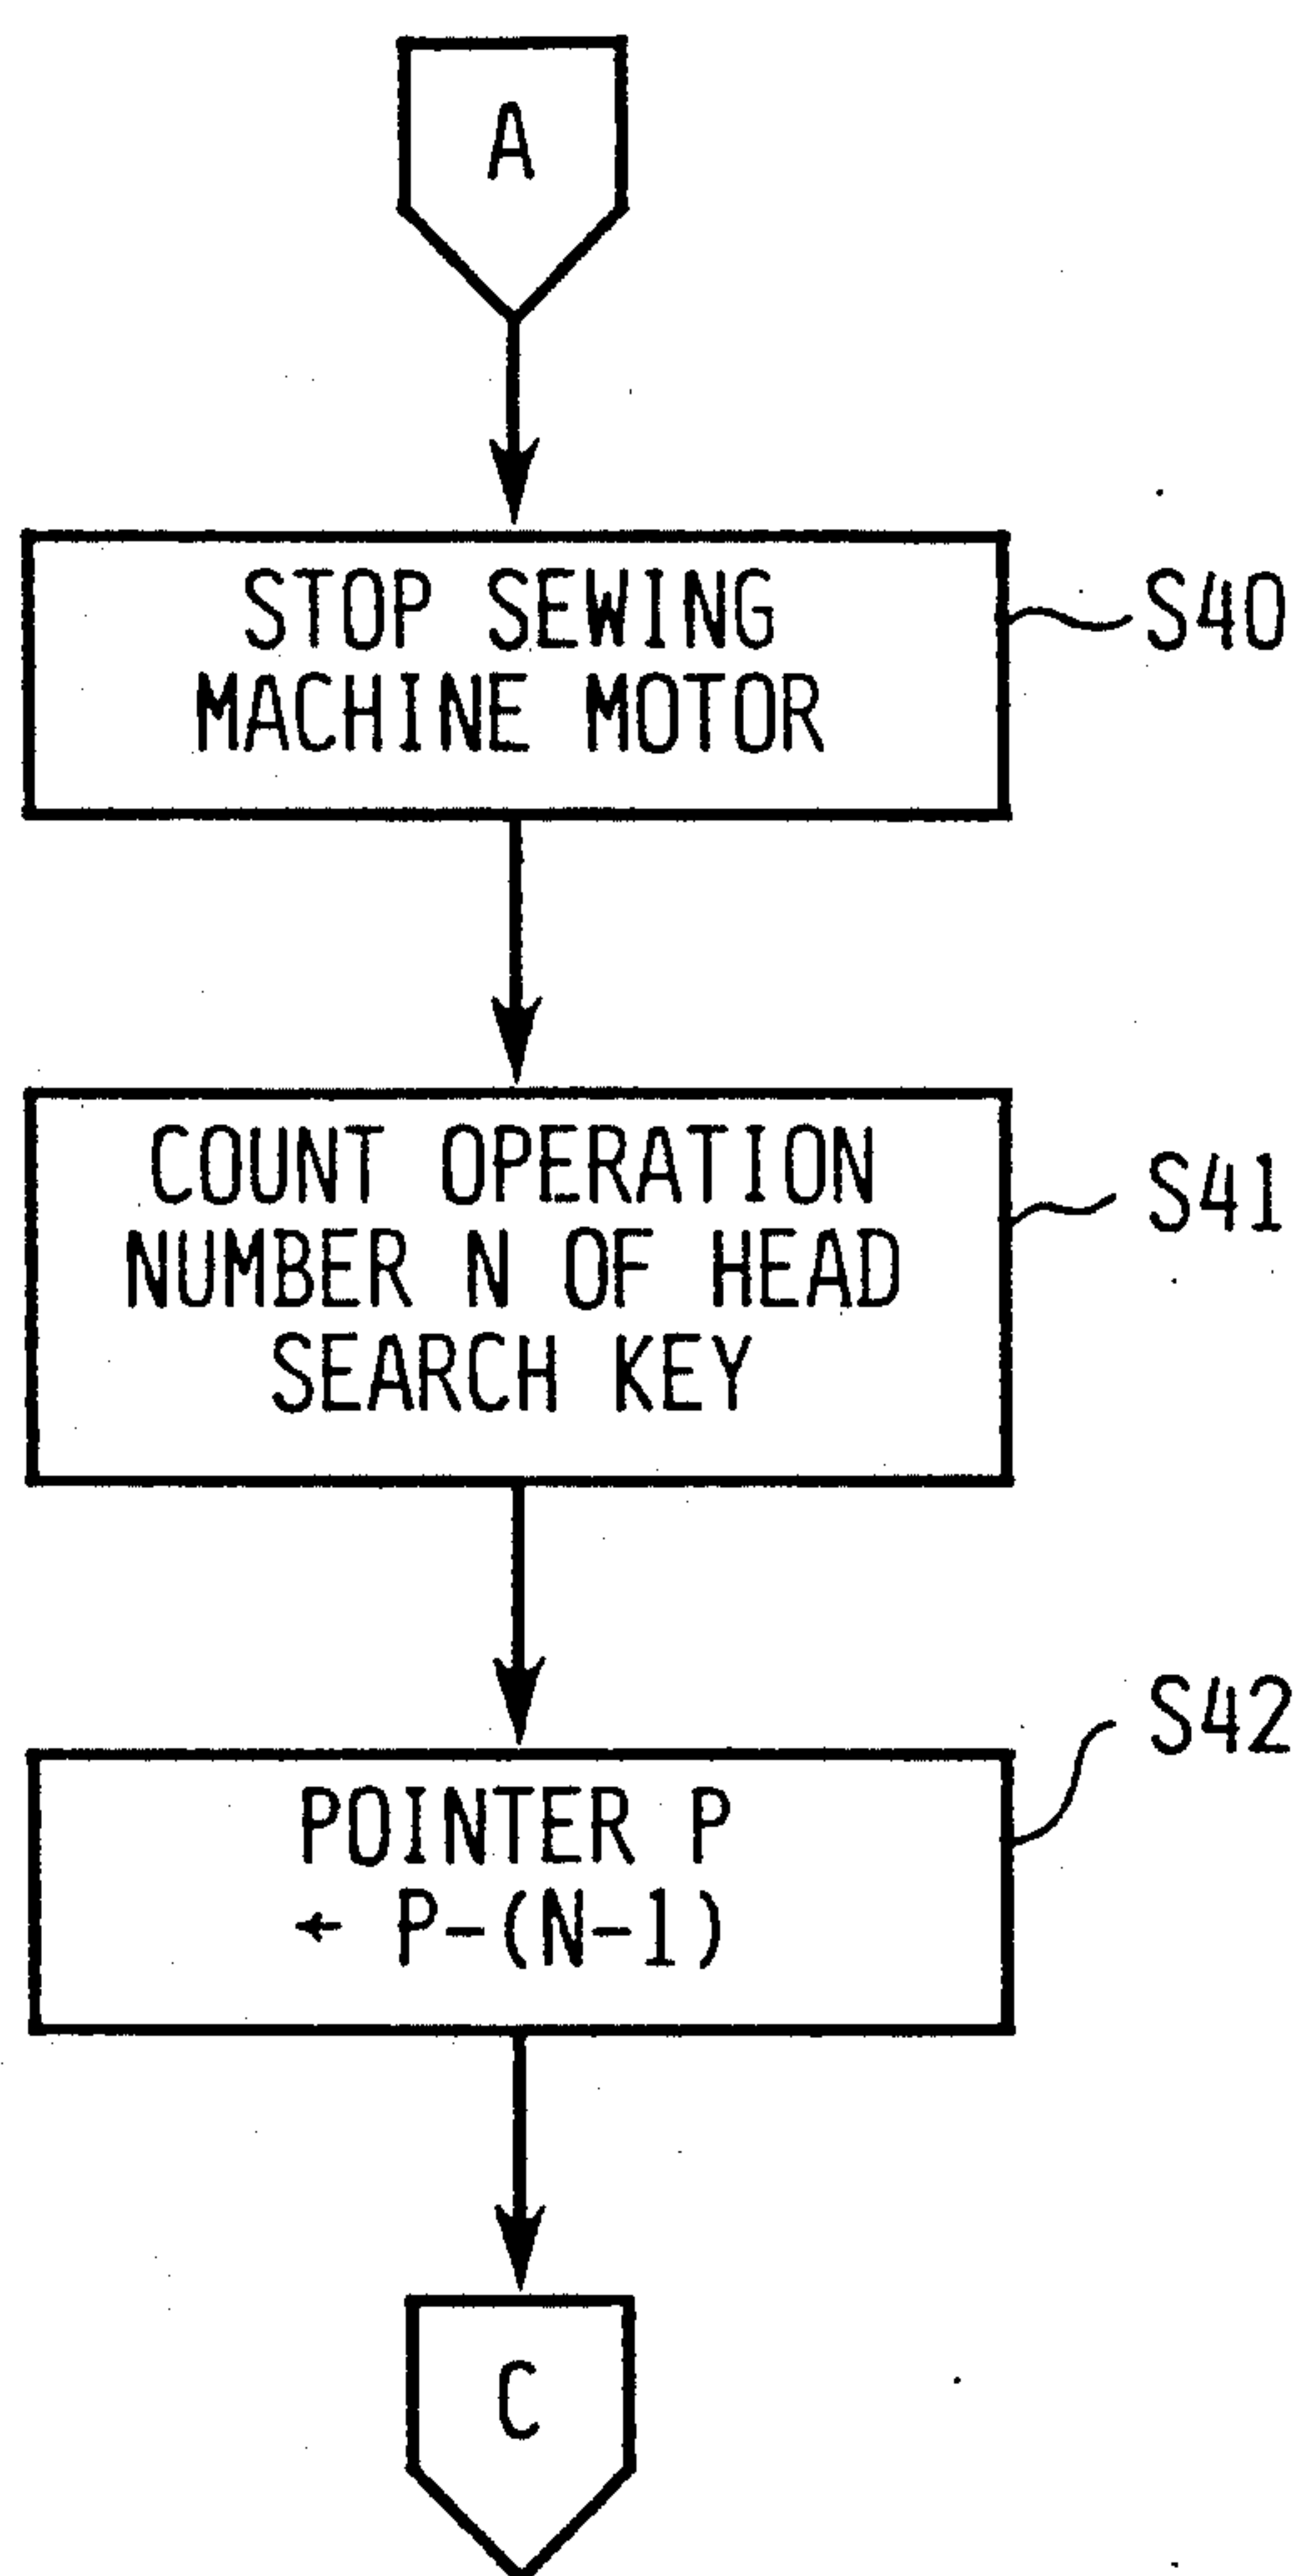 A
STOP SEWING
MACHINE MOTOR
S40
COUNT OPERATION
NUMBER N OF HEAD
SEARCH KEY
S41
POINTER P
← P-(N-1)
S42
C